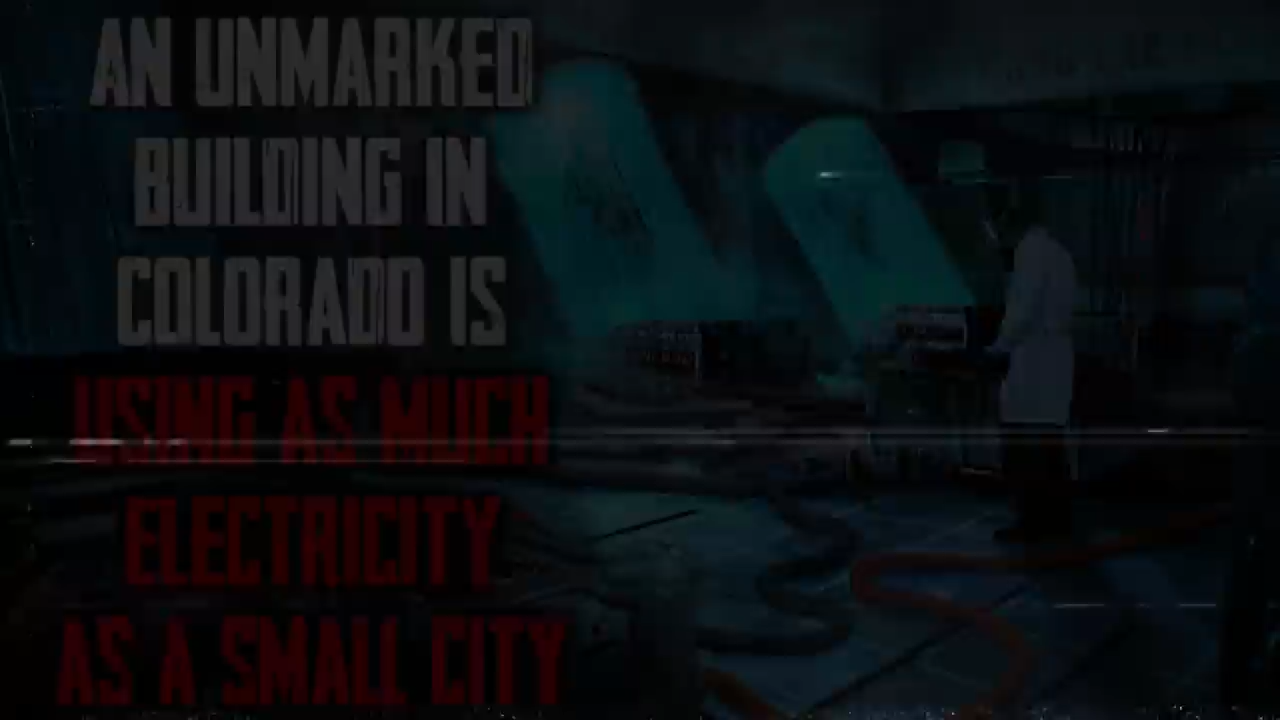 AN UNMARKED
BUILDING IN
COLORADO IS
USING AS MUCH
ELECTRICITY
AS A SMALL CITY